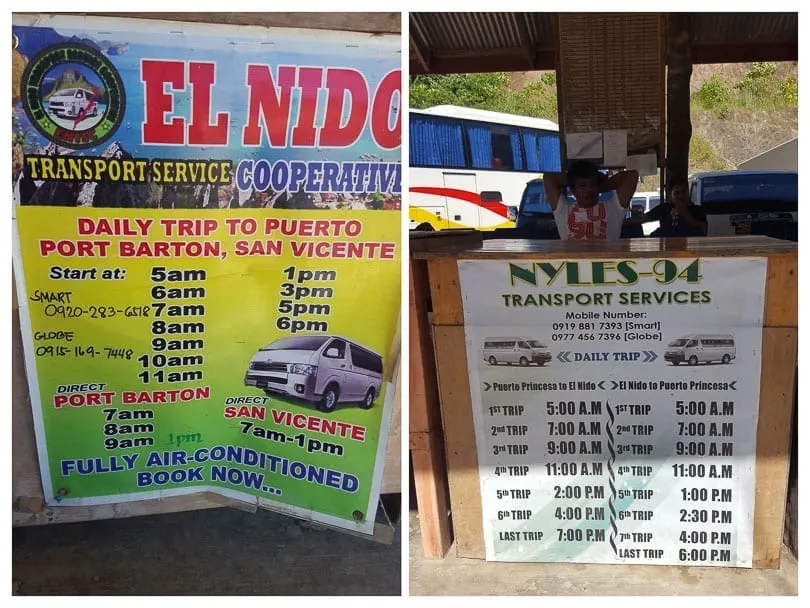 EL NIDO
TRANSPORT SERVICE COOPERATIVE
DAILY TRIP TO PUERTO
PORT BARTON, SAN VICENTE
Start at: 5am 1pm
6am 3pm
SMART
0920-283-6518 7am 5pm
8am 6pm
GLOBE
0915-169-7448
9am
10am
11am
DIRECT
PORT BARTON
7am
8am
9am 1pm
DIRECT
SAN VICENTE
7am-1pm
FULLY AIR-CONDITIONED
BOOK NOW...
NYLES-94
TRANSPORT SERVICES
Mobile Number:
0919 881 7393 [Smart]
0977 456 7396 [Globe]
DAILY TRIP
Puerto Princesa to El Nido El Nido to Puerto Princesa
1ST TRIP 5:00 A.M 1ST TRIP 5:00 A.M
2nd TRIP 7:00 A.M 2nd TRIP 7:00 A.M
3rd TRIP 9:00 A.M 3rd TRIP 9:00 A.M
4th TRIP 11:00 A.M 4th TRIP 11:00 A.M
5th TRIP 2:00 P.M 5th TRIP 1:00 P.M
6th TRIP 4:00 P.M 6th TRIP 2:30 P.M
LAST TRIP 7:00 P.M 7th TRIP 4:00 P.M
LAST TRIP 6:00 P.M